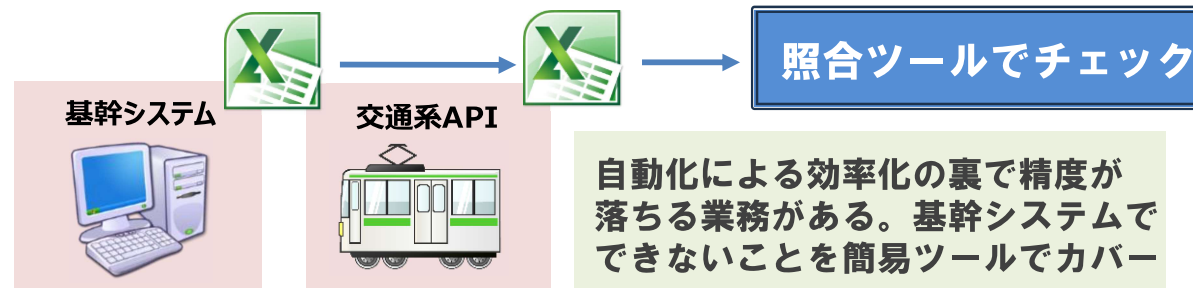 照合ツールでチェック
基幹システム
交通系API
自動化による効率化の裏で精度が
落ちる業務がある。基幹システムで
できないことを簡易ツールでカバー